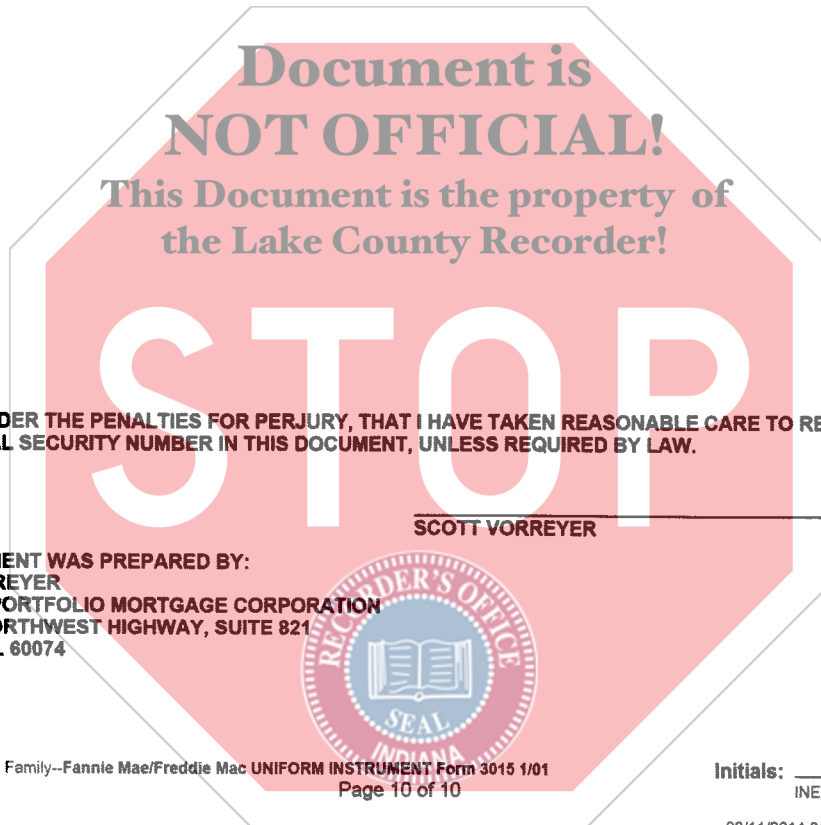 Document is
NOT OFFICIAL!
This Document is the property of
the Lake County Recorder!
STOP
DER THE PENALTIES FOR PERJURY, THAT I HAVE TAKEN REASONABLE CARE TO RE
L SECURITY NUMBER IN THIS DOCUMENT, UNLESS REQUIRED BY LAW.
SCOTT VORREYER
ENT WAS PREPARED BY:
REYER
PORTFOLIO MORTGAGE CORPORATION
ORTHWEST HIGHWAY, SUITE 821
L 60074
RECORDER'S OFFICE
SEAL
INDIANA
Family--Fannie Mae/Freddie Mac UNIFORM INSTRUMENT Form 3015 1/01
Page 10 of 10
Initials:
INE